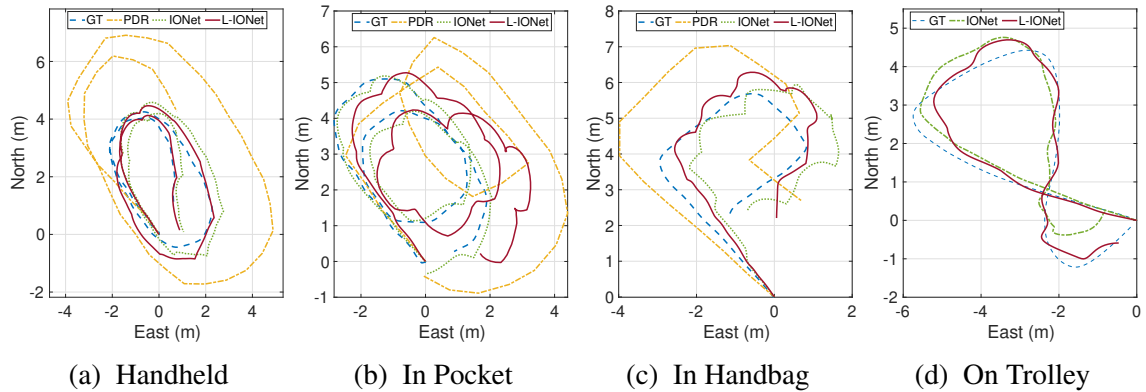 GT PDR IONet L-IONet
6
4
2
0
-2
-4 -2 0 2 4
North (m)
East (m)
(a) Handheld
GT PDR IONet L-IONet
7
6
5
4
3
2
1
0
-1
-2 0 2 4
North (m)
East (m)
(b) In Pocket
GT PDR IONet L-IONet
8
7
6
5
4
3
2
1
0
-4 -2 0 2
North (m)
East (m)
(c) In Handbag
GT IONet L-IONet
5
4
3
2
1
0
-1
-2
-6 -4 -2 0
North (m)
East (m)
(d) On Trolley